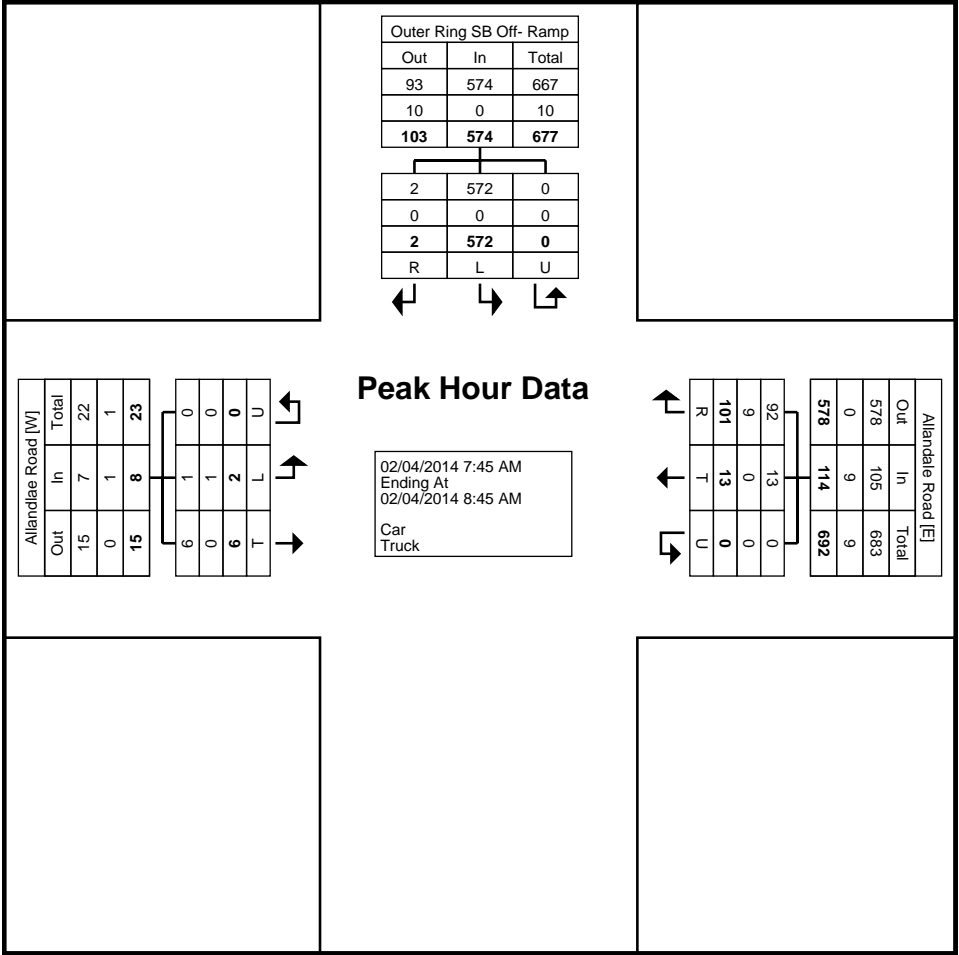 Outer Ring SB Off- Ramp
Out In Total
93 574 667
10 0 10
103 574 677
2 572 0
0 0 0
2 572 0
R L U
Peak Hour Data
02/04/2014 7:45 AM
Ending At
02/04/2014 8:45 AM
Car
Truck
Allandlae Road [W]
Out In Total
15 7 22
0 1 1
15 8 23
6 1 0
0 1 0
6 2 0
T L U
Allandale Road [E]
Out In Total
578 105 683
0 9 9
578 114 692
92 13 0
9 0 0
101 13 0
R T U